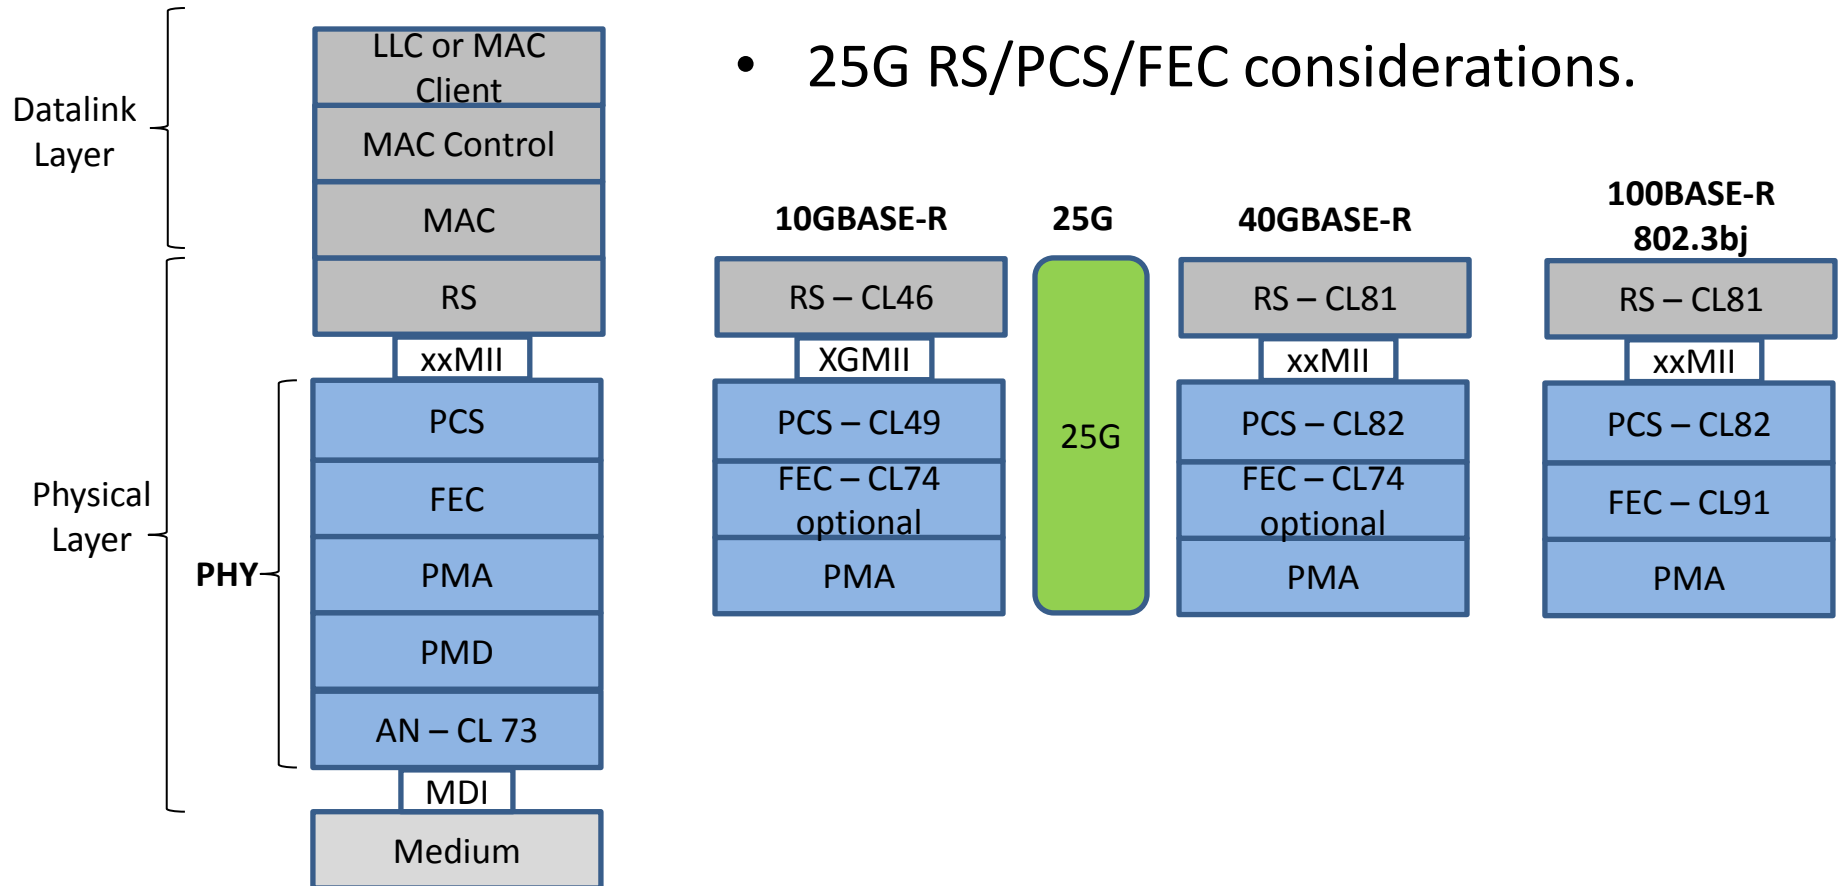 • 25G RS/PCS/FEC considerations.
Datalink
Layer
LLC or MAC
Client
MAC Control
MAC
Physical
Layer
RS
xxMII
PHY
PCS
FEC
PMA
PMD
AN – CL 73
MDI
Medium
10GBASE-R
RS – CL46
XGMII
PCS – CL49
FEC – CL74
optional
PMA
25G
25G
40GBASE-R
RS – CL81
xxMII
PCS – CL82
FEC – CL74
optional
PMA
100BASE-R
802.3bj
RS – CL81
xxMII
PCS – CL82
FEC – CL91
PMA